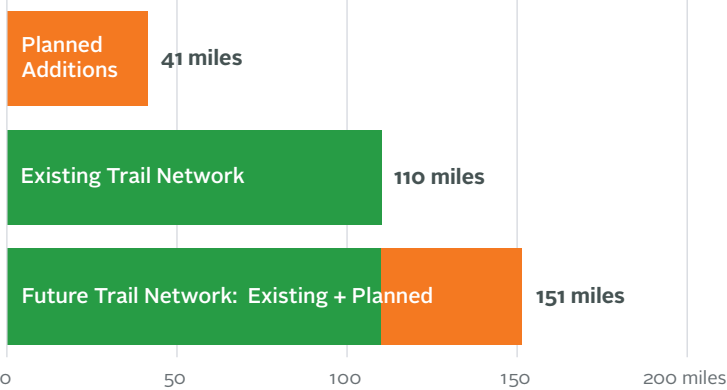 Planned
Additions
41 miles
Existing Trail Network
110 miles
Future Trail Network: Existing + Planned
151 miles
0 50 100 150 200 miles